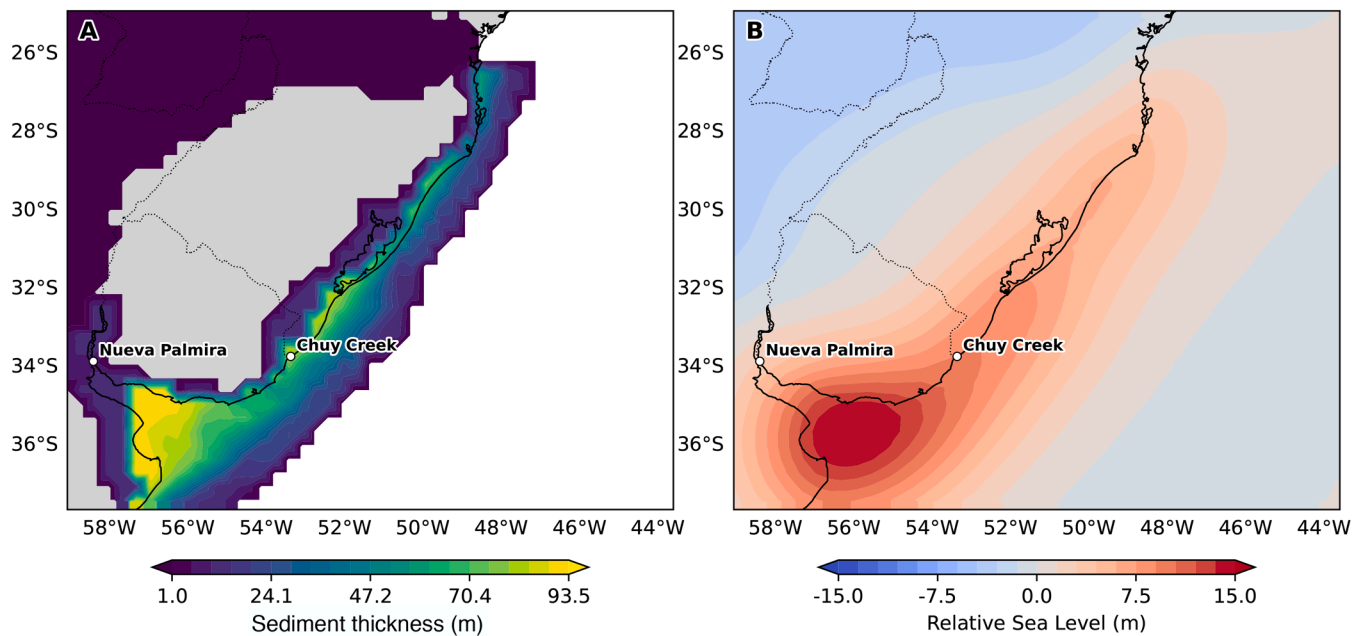 A
26°S
28°S
30°S
32°S
34°S
36°S
Nueva Palmira
Chuy Creek
58°W 56°W 54°W 52°W 50°W 48°W 46°W 44°W
1.0 24.1 47.2 70.4 93.5
Sediment thickness (m)
B
26°S
28°S
30°S
32°S
34°S
36°S
Nueva Palmira
Chuy Creek
58°W 56°W 54°W 52°W 50°W 48°W 46°W 44°W
-15.0 -7.5 0.0 7.5 15.0
Relative Sea Level (m)